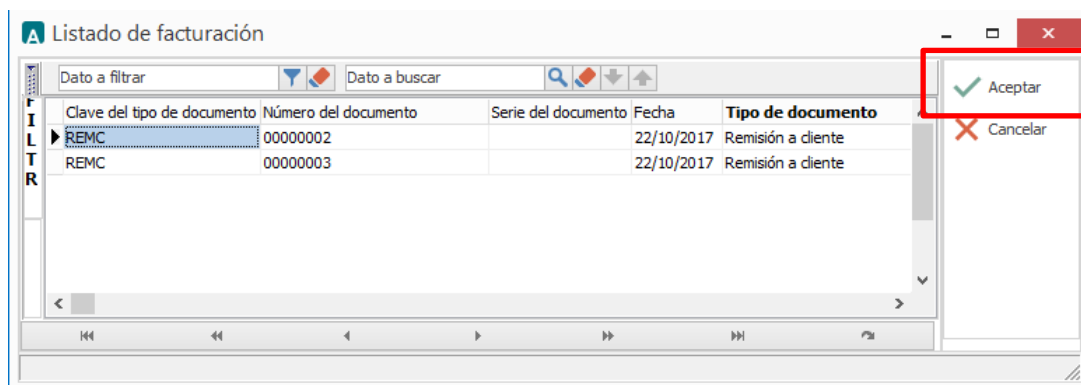 A Listado de facturación
Dato a filtrar Dato a buscar
Aceptar
Cancelar
FILTR
Clave del tipo de documento Número del documento Serie del documento Fecha Tipo de documento
REMC 00000002 22/10/2017 Remisión a cliente
REMC 00000003 22/10/2017 Remisión a cliente